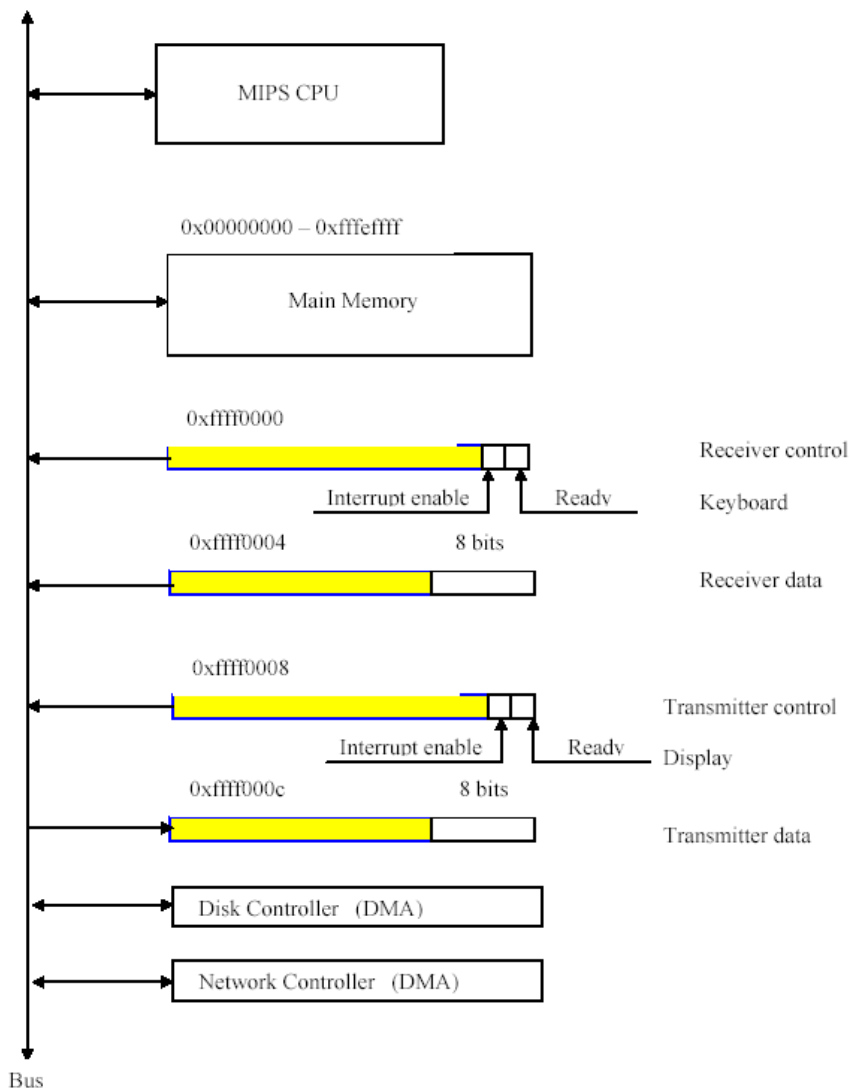 MIPS CPU
0x00000000 – 0xfffeffff
Main Memory
0xffff0000
Receiver control
Interrupt enable
Ready
Keyboard
0xffff0004
8 bits
Receiver data
0xffff0008
Transmitter control
Interrupt enable
Ready
Display
0xffff000c
8 bits
Transmitter data
Disk Controller (DMA)
Network Controller (DMA)
Bus